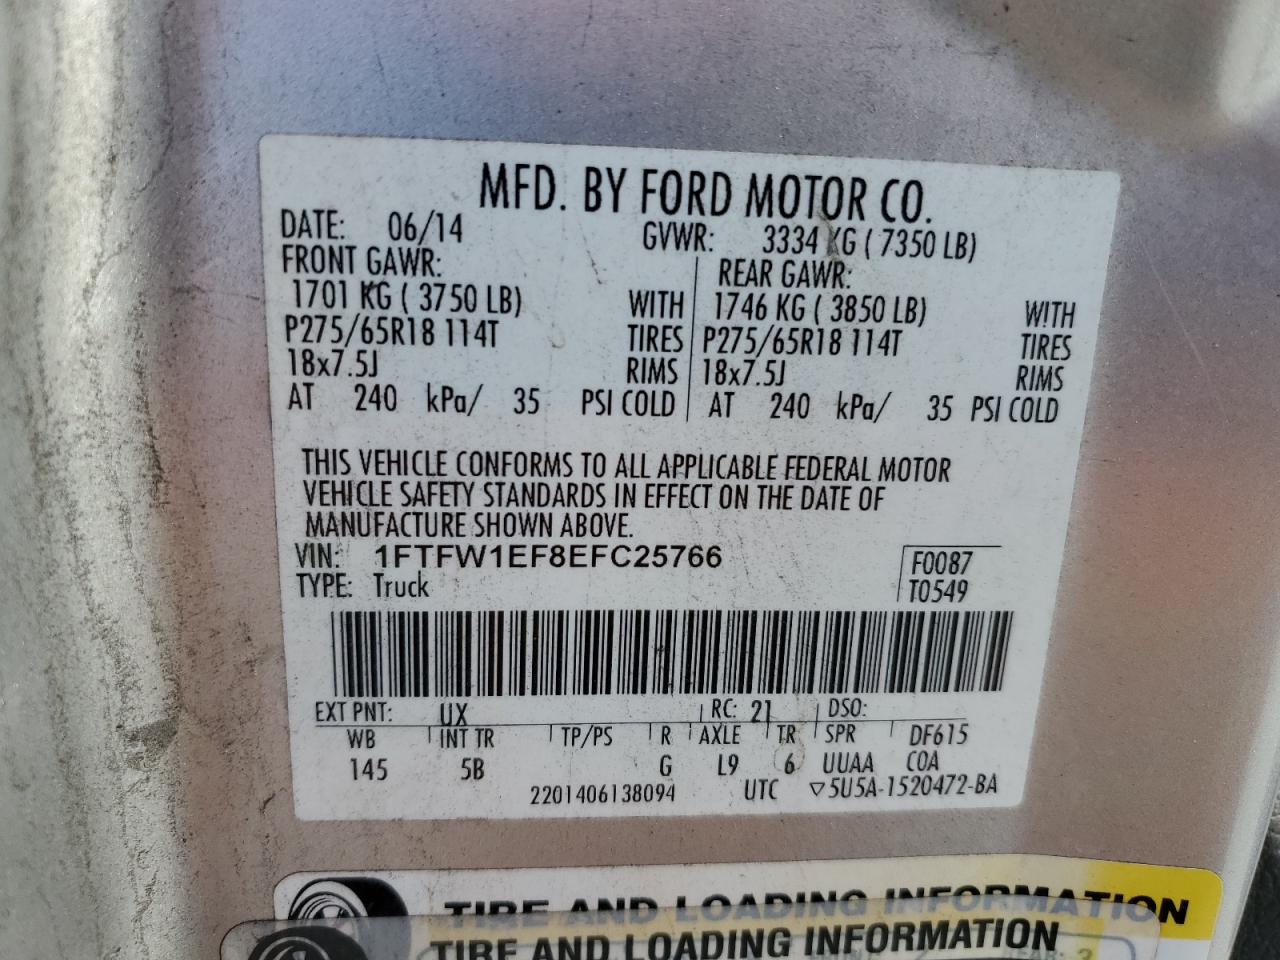 MFD. BY FORD MOTOR CO.
DATE: 06/14 GVWR: 3334 KG ( 7350 LB)
FRONT GAWR: REAR GAWR:
1701 KG ( 3750 LB) WITH 1746 KG ( 3850 LB) WITH
P275/65R18 114T TIRES P275/65R18 114T TIRES
18x7.5J RIMS 18x7.5J RIMS
AT 240 kPa/ 35 PSI COLD AT 240 kPa/ 35 PSI COLD
THIS VEHICLE CONFORMS TO ALL APPLICABLE FEDERAL MOTOR
VEHICLE SAFETY STANDARDS IN EFFECT ON THE DATE OF
MANUFACTURE SHOWN ABOVE.
VIN: 1FTFW1EF8EFC25766 F0087
TYPE: Truck T0549
EXT PNT: UX RC: 21 DSO:
WB INT TR TP/PS R AXLE TR SPR DF615
145 5B G L9 6 UUAA COA
2201406138094 UTC ▽5U5A-1520472-BA
TIRE AND LOADING INFORMATION
TIRE AND LOADING INFORMATION